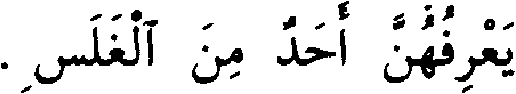 يَعْرِفُهُنَّ أَحَدٌ مِنَ ٱلْغَلَسِ .